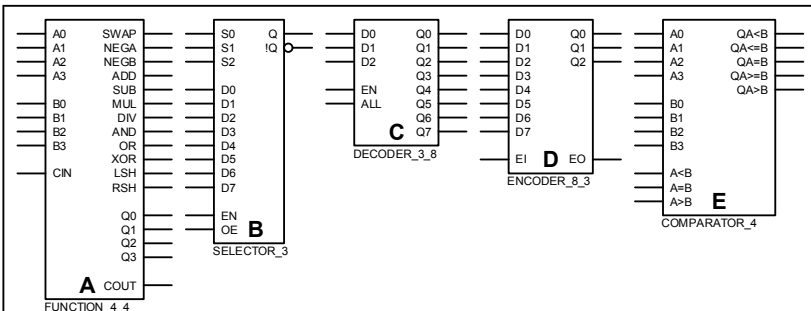 A0 SWAP
A1 NEGA
A2 NEGB
A3 ADD
SUB
B0 MUL
B1 DIV
B2 AND
B3 OR
XOR
CIN LSH
RSH
Q0
Q1
Q2
Q3
A COUT
FUNCTION_4_4
S0 Q
S1 !Q
S2
D0
D1
D2
D3
D4
D5
D6
D7
EN
OE B
SELECTOR_3
D0 Q0
D1 Q1
D2 Q2
Q3
EN Q4
ALL Q5
Q6
C Q7
DECODER_3_8
D0 Q0
D1 Q1
D2 Q2
D3
D4
D5
D6
D7
EI D EO
ENCODER_8_3
A0 QA<B
A1 QA<=B
A2 QA=B
A3 QA>=B
QA>B
B0
B1
B2
B3
A<B
A=B
A>B E
COMPARATOR_4